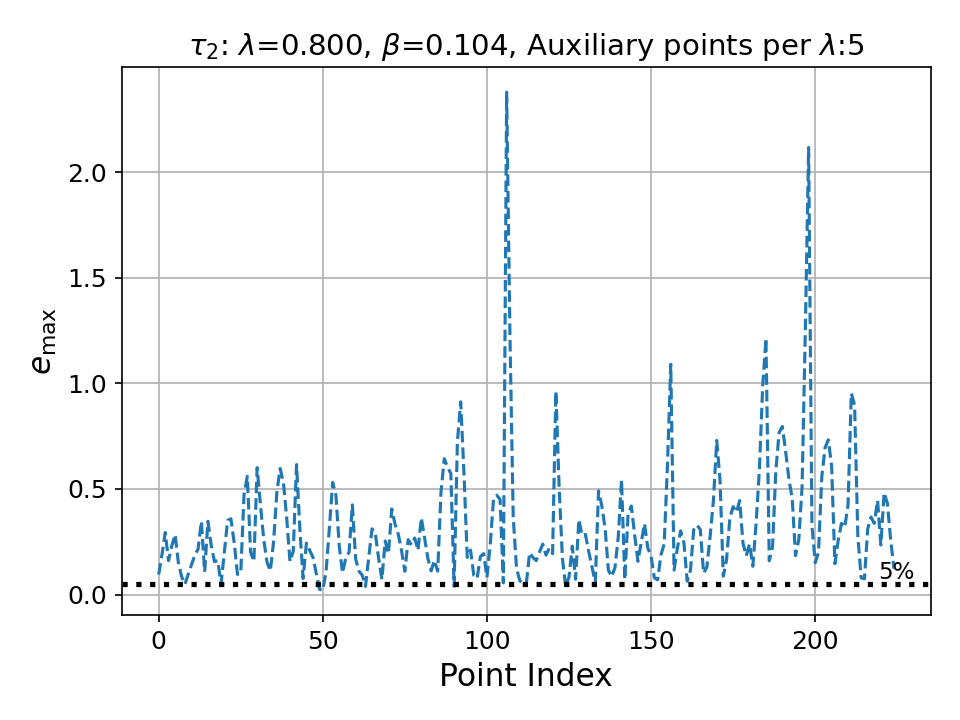 τ₂: λ=0.800, β=0.104, Auxiliary points per λ:5
e_max
2.0
1.5
1.0
0.5
0.0
5%
0 50 100 150 200
Point Index